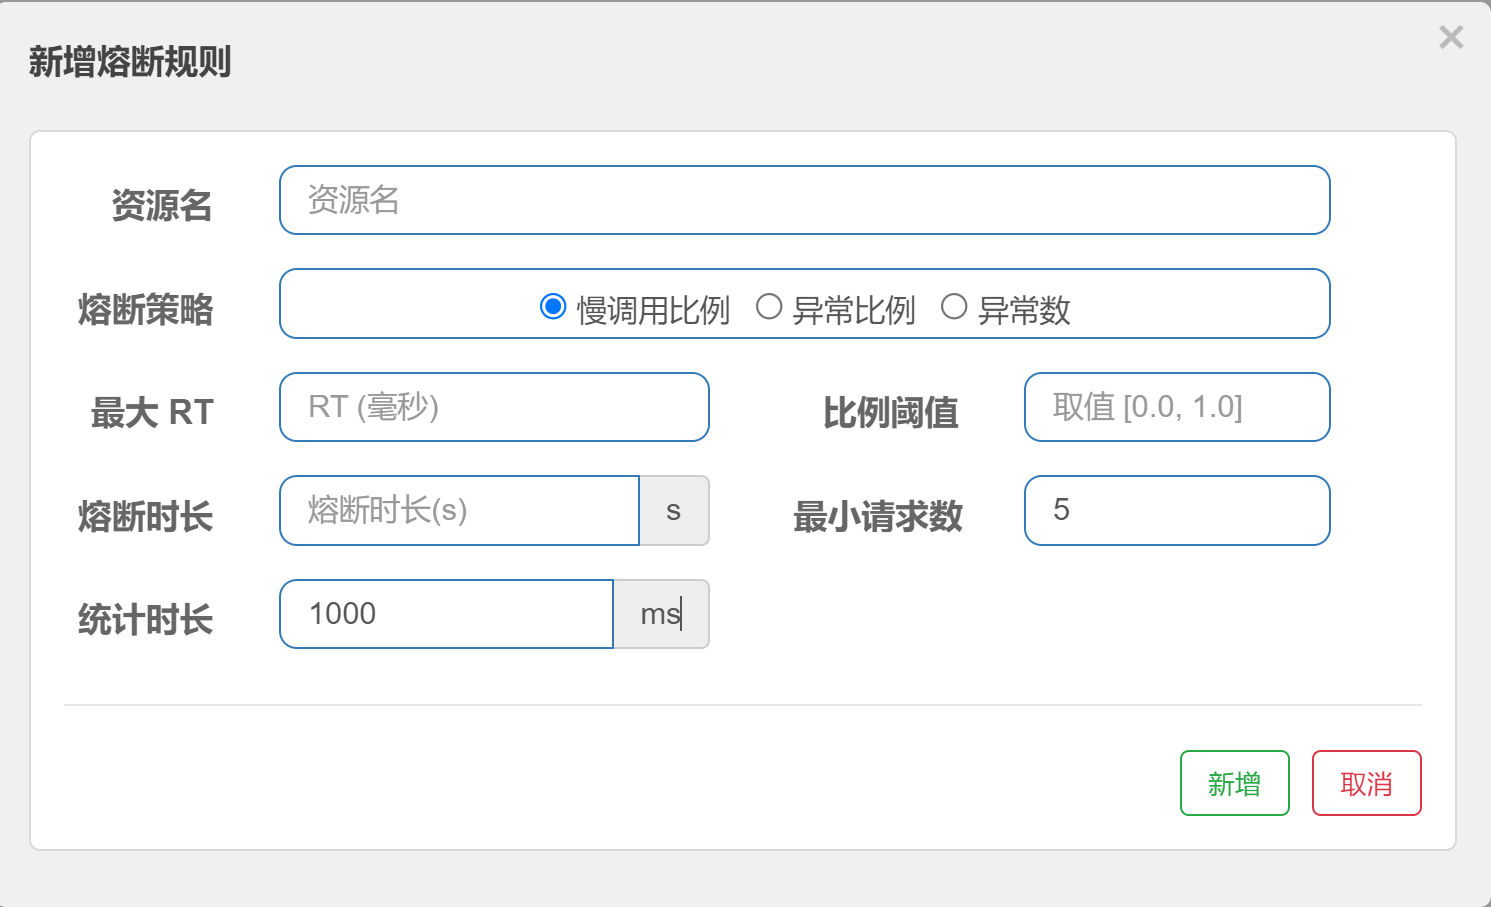 新增熔断规则
×
资源名 资源名
熔断策略 慢调用比例 异常比例 异常数
最大 RT RT (毫秒) 比例阈值 取值 [0.0, 1.0]
熔断时长 熔断时长(s) s 最小请求数 5
统计时长 1000 ms
新增 取消